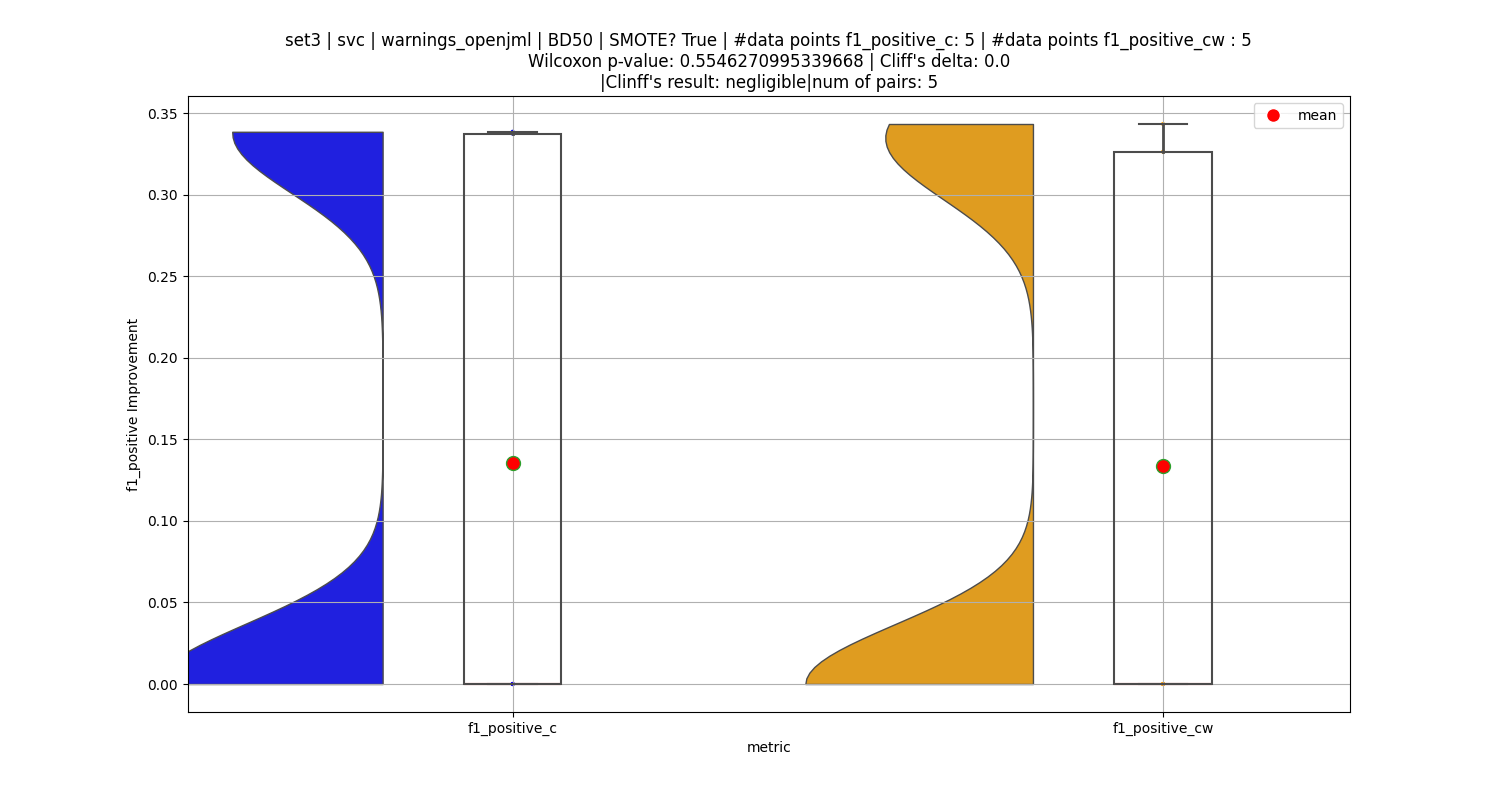 set3 | svc | warnings_openjml | BD50 | SMOTE? True | #data points f1_positive_c: 5 | #data points f1_positive_cw : 5
Wilcoxon p-value: 0.5546270995339668 | Cliff's delta: 0.0
|Clinff's result: negligible|num of pairs: 5
mean
0.35
0.30
0.25
0.20
0.15
0.10
0.05
0.00
f1_positive Improvement
f1_positive_c
f1_positive_cw
metric